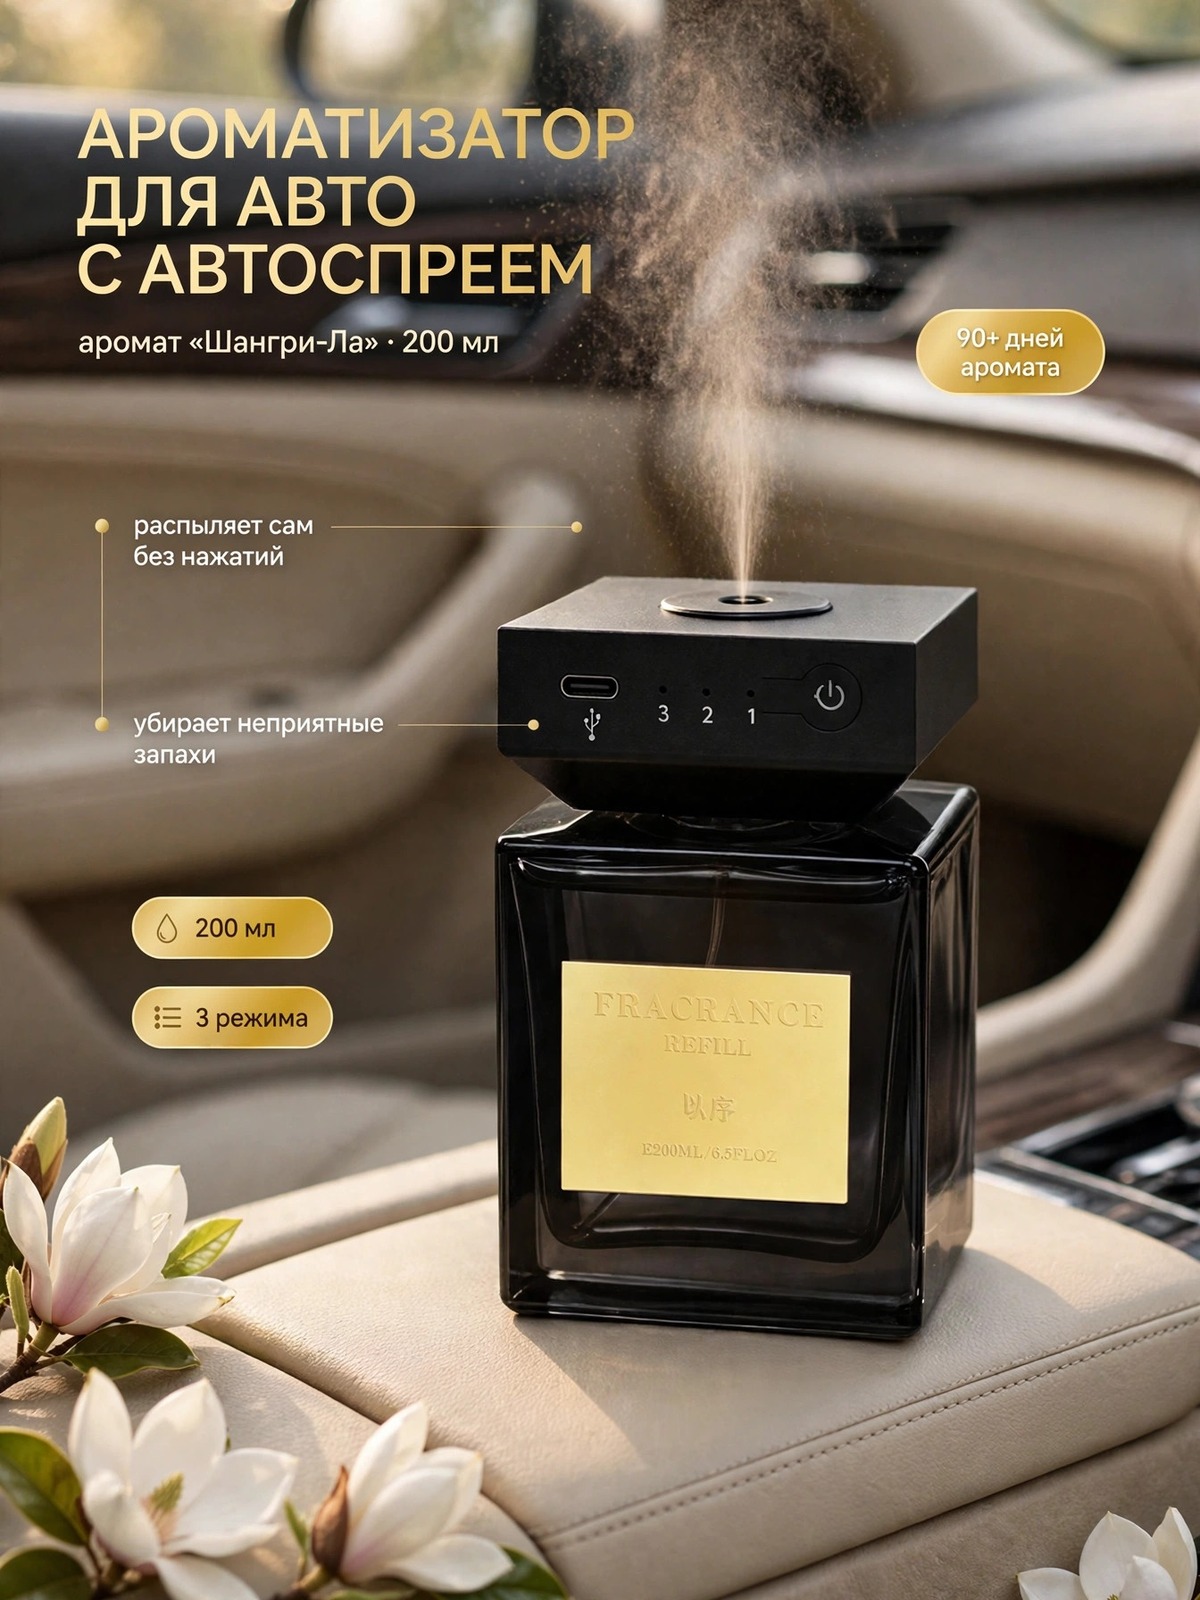 АРОМАТИЗАТОР
ДЛЯ АВТО
С АВТОСПРЕЕМ
аромат «Шангри-Ла» · 200 мл
90+ дней
аромата
распыляет сам
без нажатий
убирает неприятные
запахи
3 2 1
200 мл
3 режима
FRAGRANCE
REFILL
以序
E200ML/6.5FLOZ